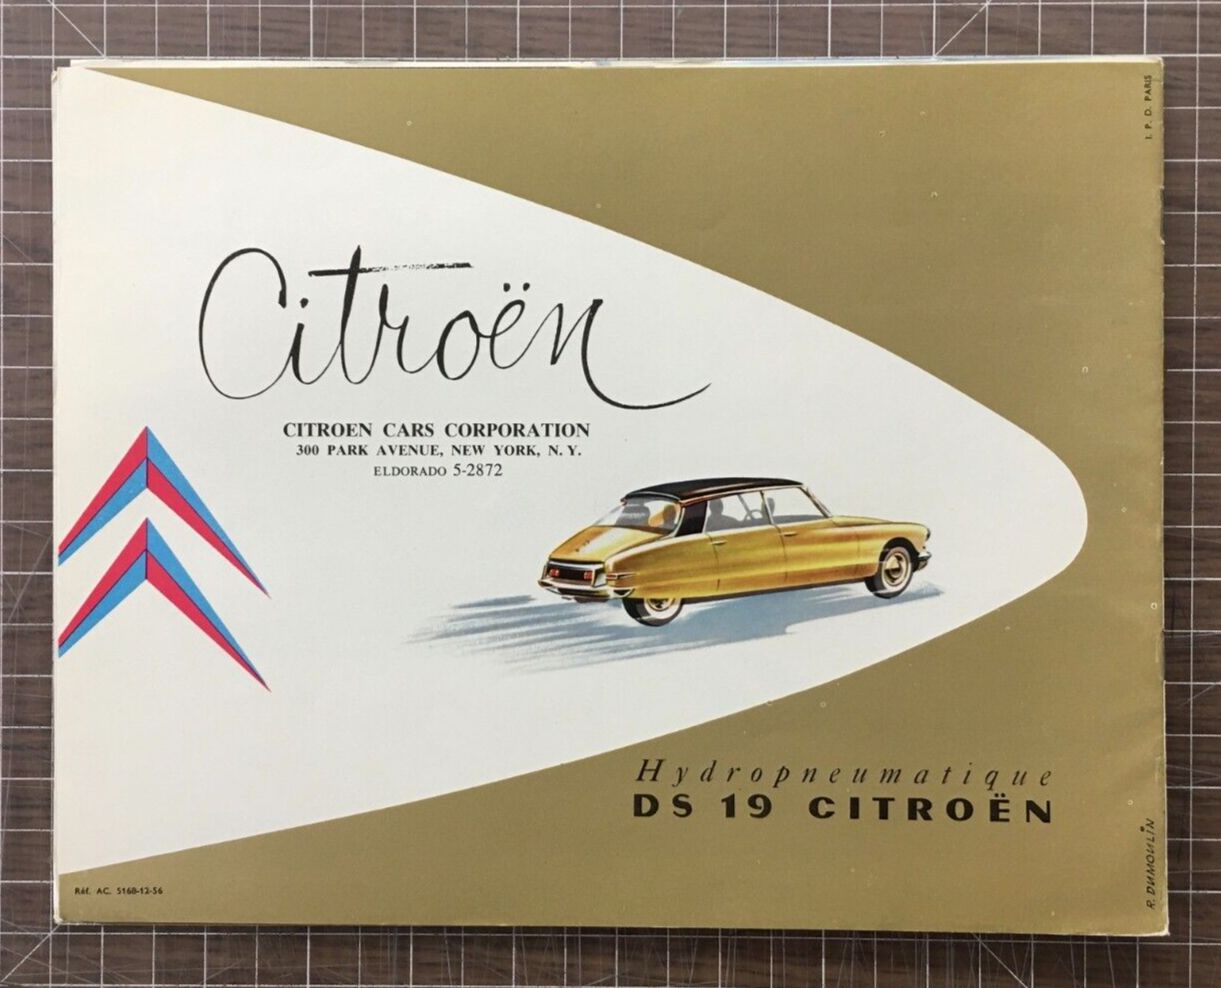 I. P. D. PARIS
Citroën
CITROEN CARS CORPORATION
300 PARK AVENUE, NEW YORK, N. Y.
ELDORADO 5-2872
Hydropneumatique
DS 19 CITROËN
R. DUMOULIN
Réf. AC. 5168-12-56